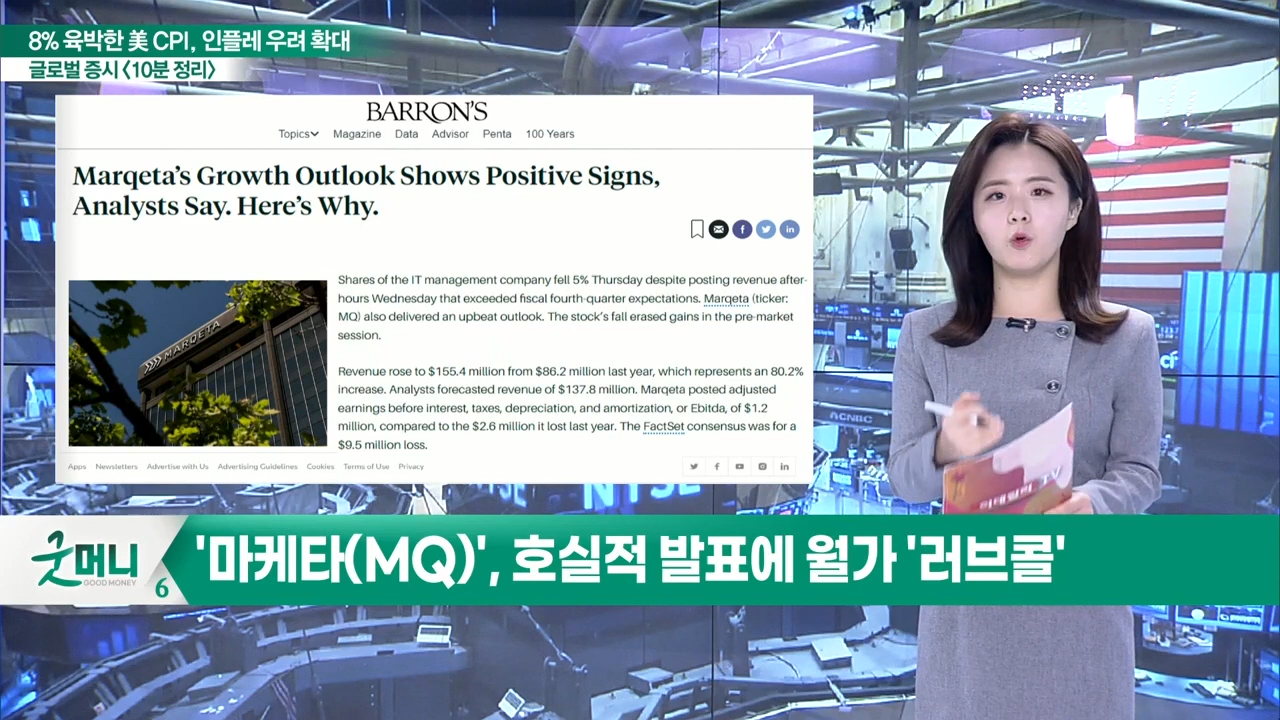 8% 육박한 美 CPI, 인플레 우려 확대
글로벌 증시 <10분 정리>
BARRON'S
Topics Magazine Data Advisor Penta 100 Years
Marqeta's Growth Outlook Shows Positive Signs,
Analysts Say. Here's Why.
Shares of the IT management company fell 5% Thursday despite posting revenue after-
hours Wednesday that exceeded fiscal fourth-quarter expectations. Marqeta (ticker:
MQ) also delivered an upbeat outlook. The stock's fall erased gains in the pre-market
session.
MARQETA
Revenue rose to $155.4 million from $86.2 million last year, which represents an 80.2%
increase. Analysts forecasted revenue of $137.8 million. Marqeta posted adjusted
earnings before interest, taxes, depreciation, and amortization, or Ebitda, of $1.2
million, compared to the $2.6 million it lost last year. The FactSet consensus was for a
$9.5 million loss.
Apps Newsletters Advertise with Us Advertising Guidelines Cookies Terms of Use Privacy
CNBC
NYSE
굿머니
GOOD MONEY
6
'마케타(MQ)', 호실적 발표에 월가 '러브콜'